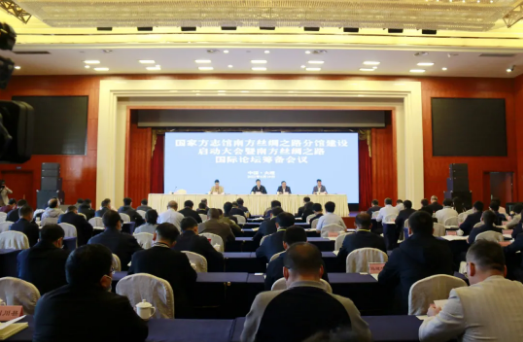 国家方志馆南方丝绸之路分馆建设
启动大会暨南方丝绸之路
国际论坛筹备会议